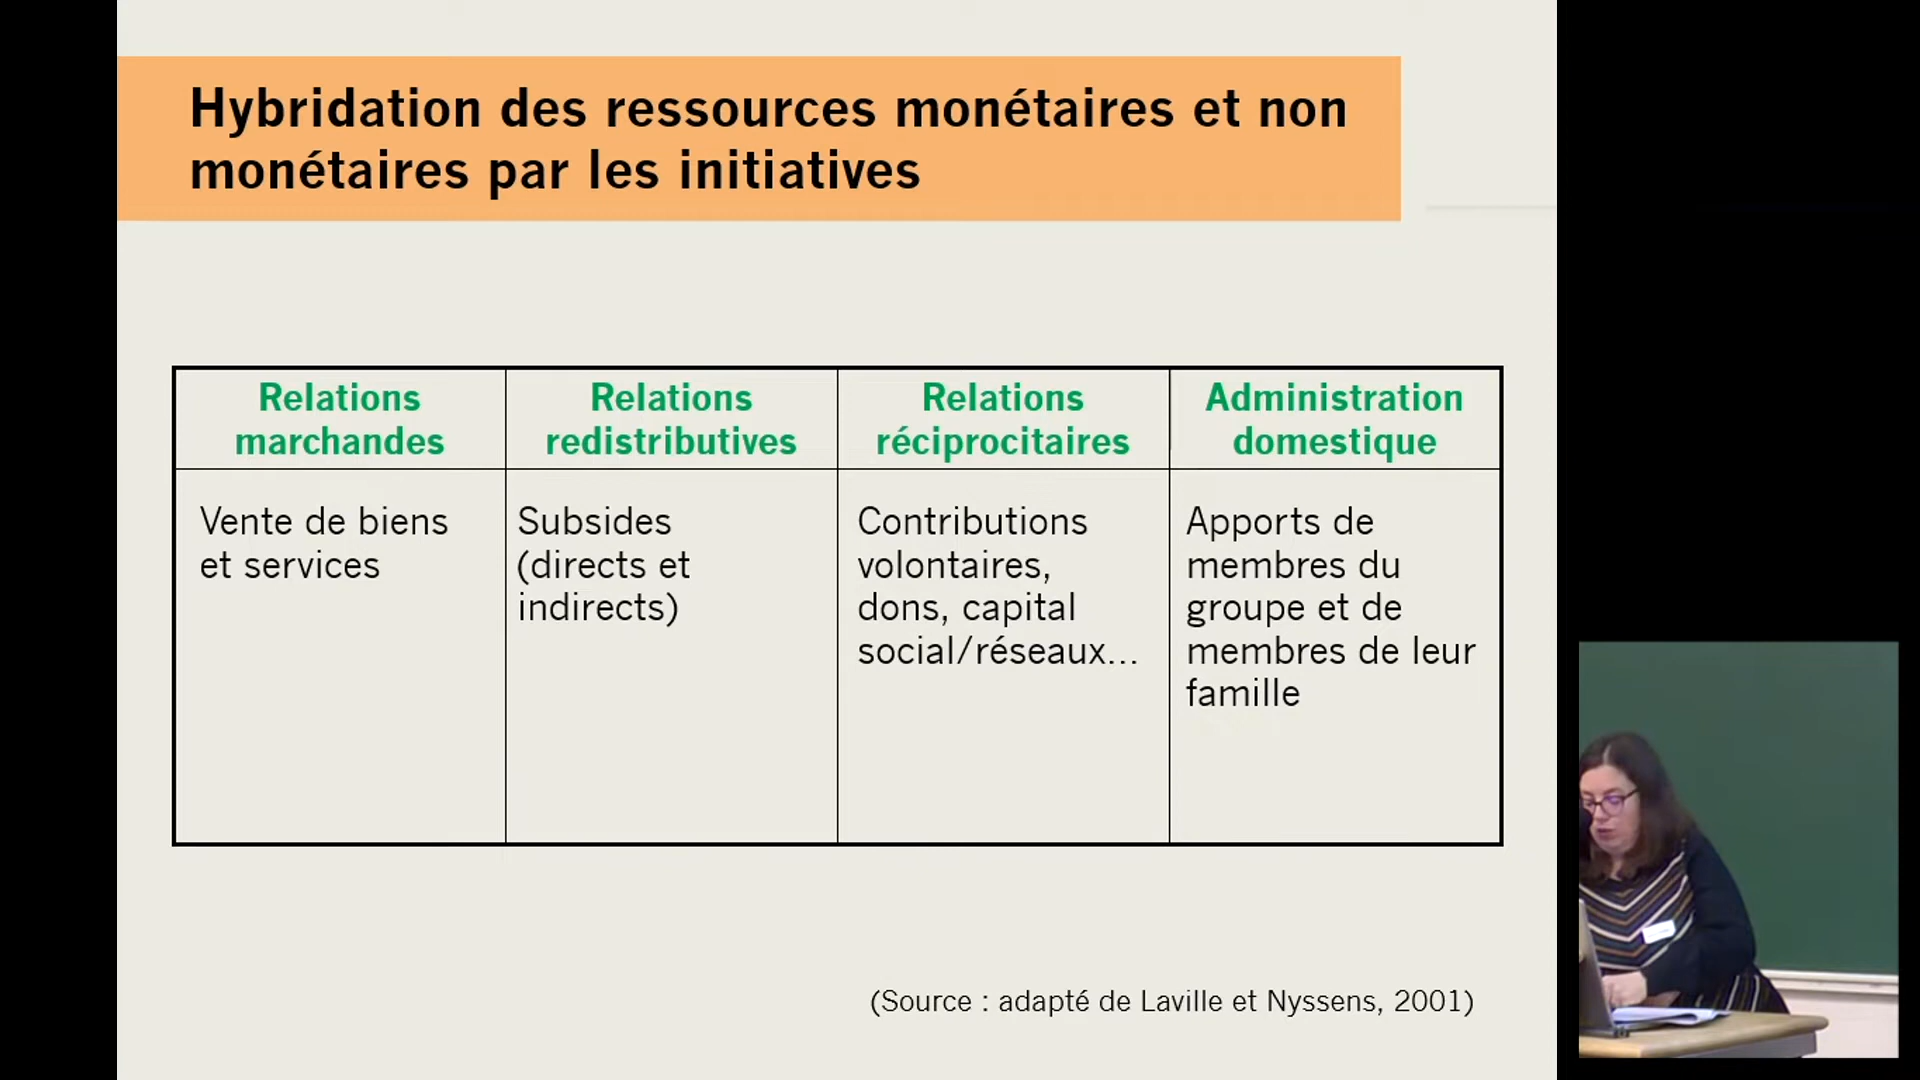 Hybridation des ressources monétaires et non
monétaires par les initiatives
Relations
marchandes
Relations
redistributives
Relations
réciprocitaires
Administration
domestique
Vente de biens
et services
Subsides
(directs et
indirects)
Contributions
volontaires,
dons, capital
social/réseaux...
Apports de
membres du
groupe et de
membres de leur
famille
(Source : adapté de Laville et Nyssens, 2001)